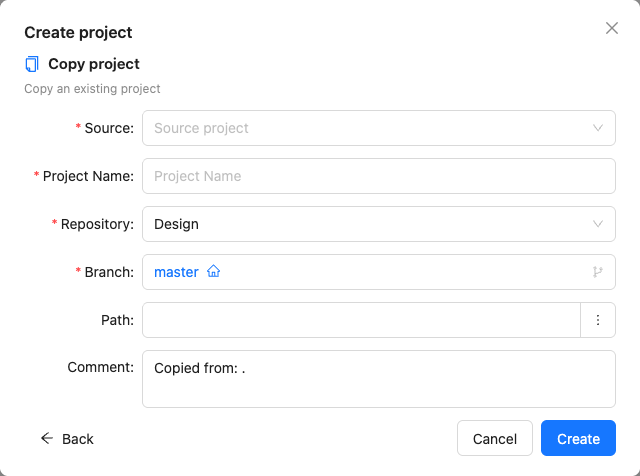 Create project
Copy project
Copy an existing project
* Source: Source project
* Project Name: Project Name
* Repository: Design
* Branch: master
Path:
Comment: Copied from: .
Back Cancel Create